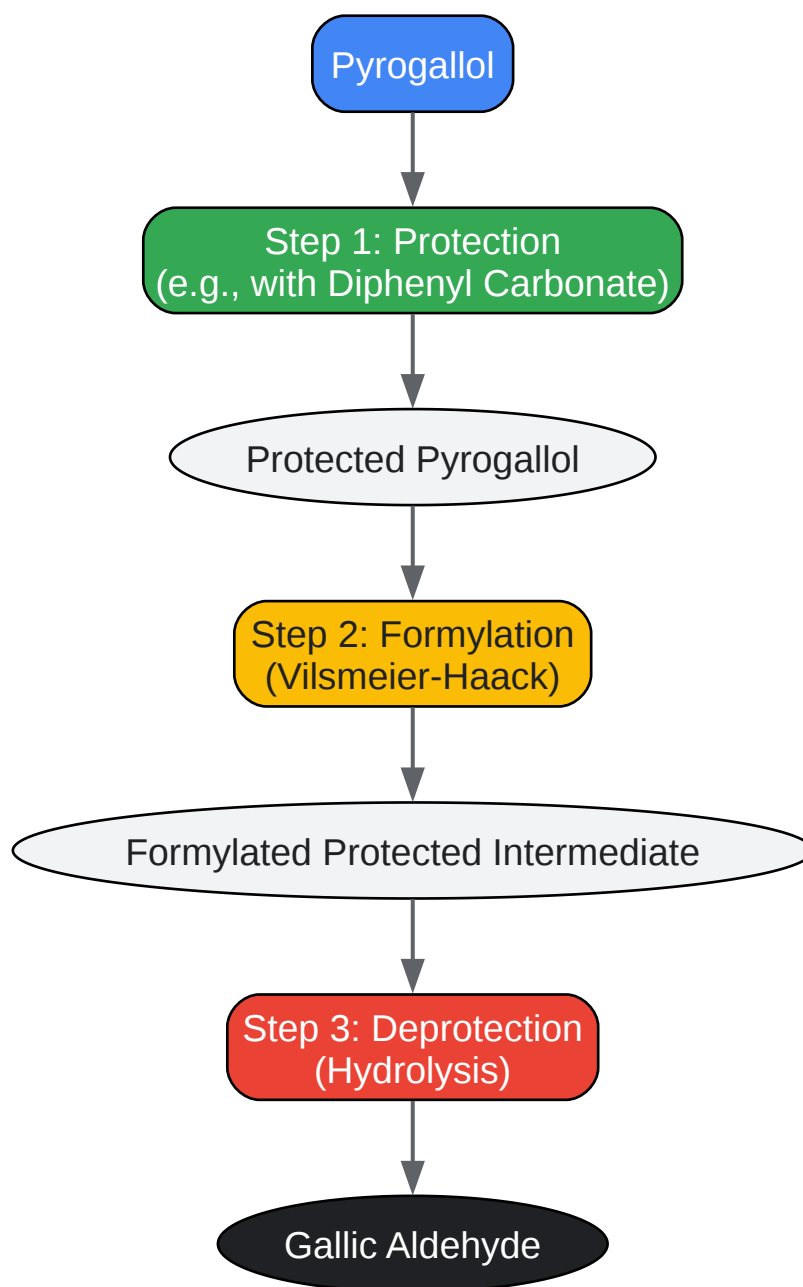 Pyrogallol
Step 1: Protection
(e.g., with Diphenyl Carbonate)
Protected Pyrogallol
Step 2: Formylation
(Vilsmeier-Haack)
Formylated Protected Intermediate
Step 3: Deprotection
(Hydrolysis)
Gallic Aldehyde